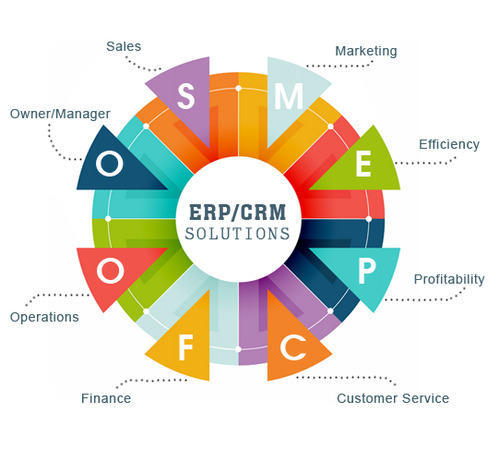 Sales
Marketing
S
M
Owner/Manager
Efficiency
O
E
ERP/CRM
SOLUTIONS
O
P
Profitability
Operations
F
C
Finance
Customer Service